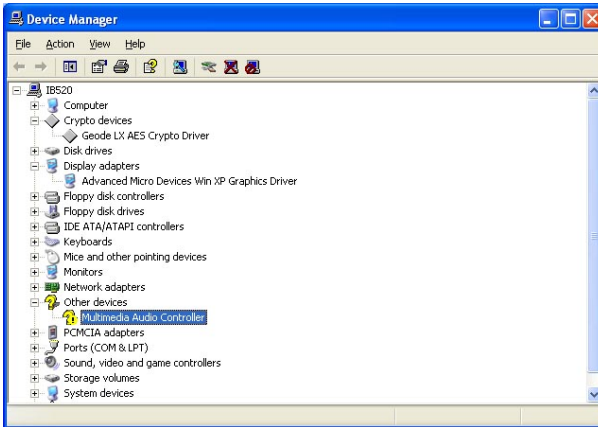 Device Manager
File Action View Help
IB520
Computer
Crypto devices
Geode LX AES Crypto Driver
Disk drives
Display adapters
Advanced Micro Devices Win XP Graphics Driver
Floppy disk controllers
Floppy disk drives
IDE ATA/ATAPI controllers
Keyboards
Mice and other pointing devices
Monitors
Network adapters
Other devices
Multimedia Audio Controller
PCMCIA adapters
Ports (COM & LPT)
Sound, video and game controllers
Storage volumes
System devices